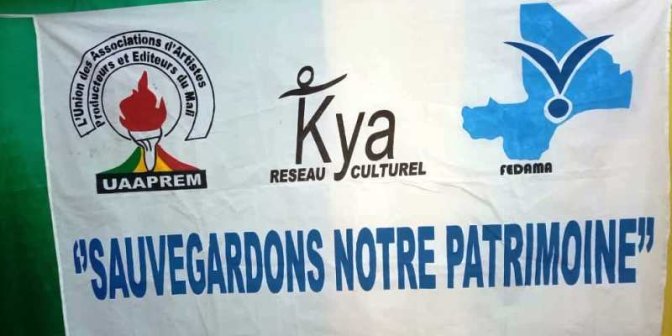 L'Union des Associations d'Artistes
Producteurs et Editeurs du Mali
UAAPREM
Kya
RESEAU CULTUREL
FEDAMA
"SAUVEGARDONS NOTRE PATRIMOINE"